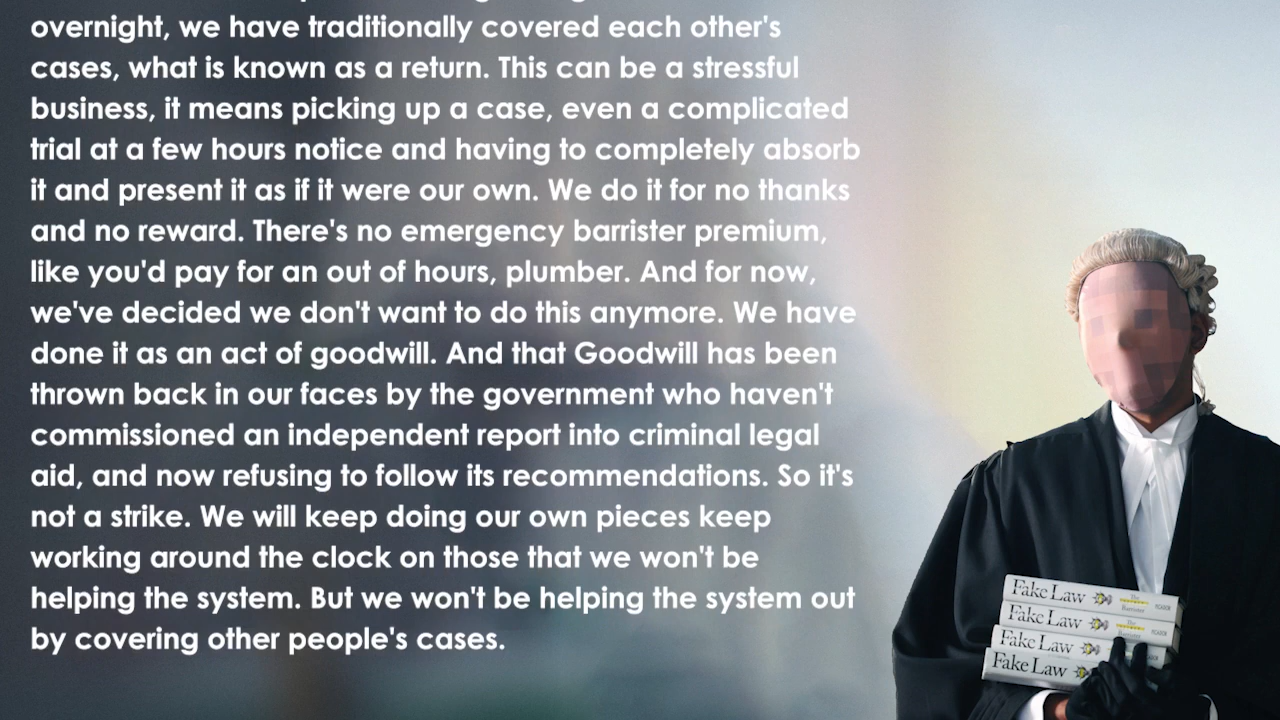 overnight, we have traditionally covered each other's
cases, what is known as a return. This can be a stressful
business, it means picking up a case, even a complicated
trial at a few hours notice and having to completely absorb
it and present it as if it were our own. We do it for no thanks
and no reward. There's no emergency barrister premium,
like you'd pay for an out of hours, plumber. And for now,
we've decided we don't want to do this anymore. We have
done it as an act of goodwill. And that Goodwill has been
thrown back in our faces by the government who haven't
commissioned an independent report into criminal legal
aid, and now refusing to follow its recommendations. So it's
not a strike. We will keep doing our own pieces keep
working around the clock on those that we won't be
helping the system. But we won't be helping the system out
by covering other people's cases.
Fake Law The Barrister
Fake Law The Barrister
Fake Law
Fake Law